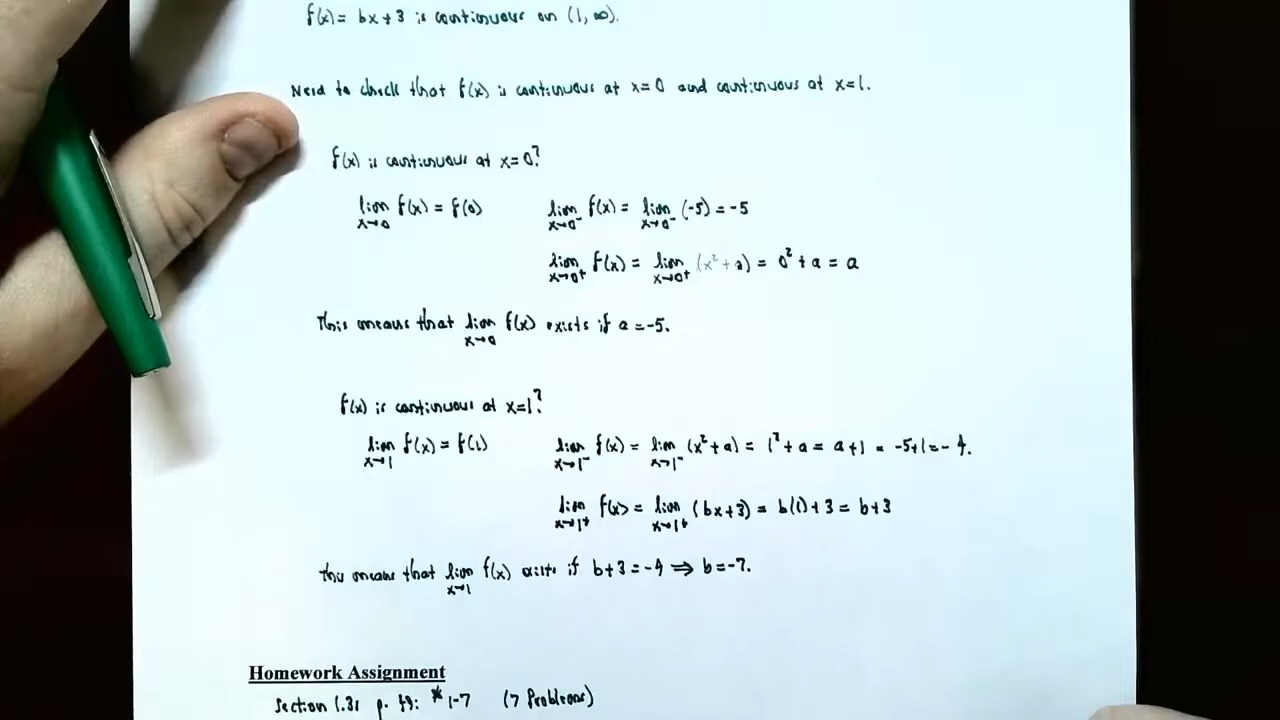 f(x) = bx+3 is continuous on (1, ∞).
Need to check that f(x) is continuous at x=0 and continuous at x=1.
f(x) is continuous at x=0?
lim x→0 f(x) = f(0) lim x→0⁻ f(x) = lim x→0⁻ (-5) = -5
lim x→0⁺ f(x) = lim x→0⁺ (x²+a) = 0²+a = a
This means that lim x→0 f(x) exists if a=-5.
f(x) is continuous at x=1?
lim x→1 f(x) = f(1) lim x→1⁻ f(x) = lim x→1⁻ (x²+a) = 1²+a = a+1 = -5+1=-4.
lim x→1⁺ f(x) = lim x→1⁺ (bx+3) = b(1)+3 = b+3
This means that lim x→1 f(x) exists if b+3=-4 ⇒ b=-7.
Homework Assignment
Section 1.3: p. : *1-7 (7 Problems)